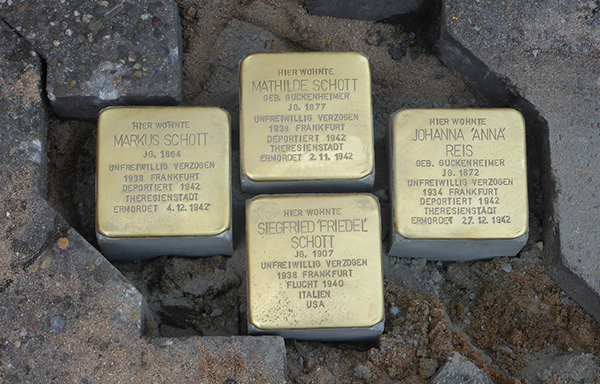 HIER WOHNTE
MATHILDE SCHOTT
GEB. GUCKENHEIMER
JG. 1877
UNFREIWILLIG VERZOGEN
1938 FRANKFURT
DEPORTIERT 1942
THERESIENSTADT
ERMORDET 2.11.1942
HIER WOHNTE
MARKUS SCHOTT
JG. 1864
UNFREIWILLIG VERZOGEN
1938 FRANKFURT
DEPORTIERT 1942
THERESIENSTADT
ERMORDET 4.12.1942
HIER WOHNTE
JOHANNA 'ANNA'
REIS
GEB. GUCKENHEIMER
JG. 1872
UNFREIWILLIG VERZOGEN
1934 FRANKFURT
DEPORTIERT 1942
THERESIENSTADT
ERMORDET 27.12.1942
HIER WOHNTE
SIEGFRIED 'FRIEDEL'
SCHOTT
JG. 1907
UNFREIWILLIG VERZOGEN
1938 FRANKFURT
FLUCHT 1940
ITALIEN
USA